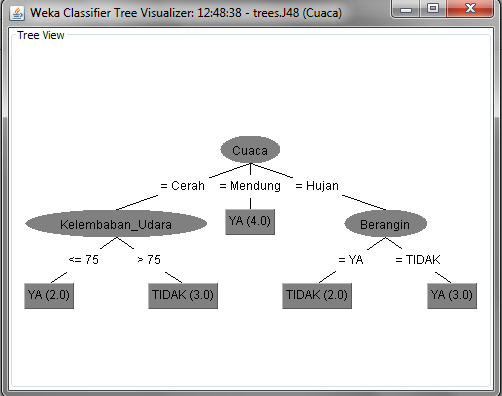 Weka Classifier Tree Visualizer: 12:48:38 - trees.J48 (Cuaca)
Tree View
Cuaca
= Cerah = Mendung = Hujan
Kelembaban_Udara YA (4.0) Berangin
<= 75 > 75 = YA = TIDAK
YA (2.0) TIDAK (3.0) TIDAK (2.0) YA (3.0)